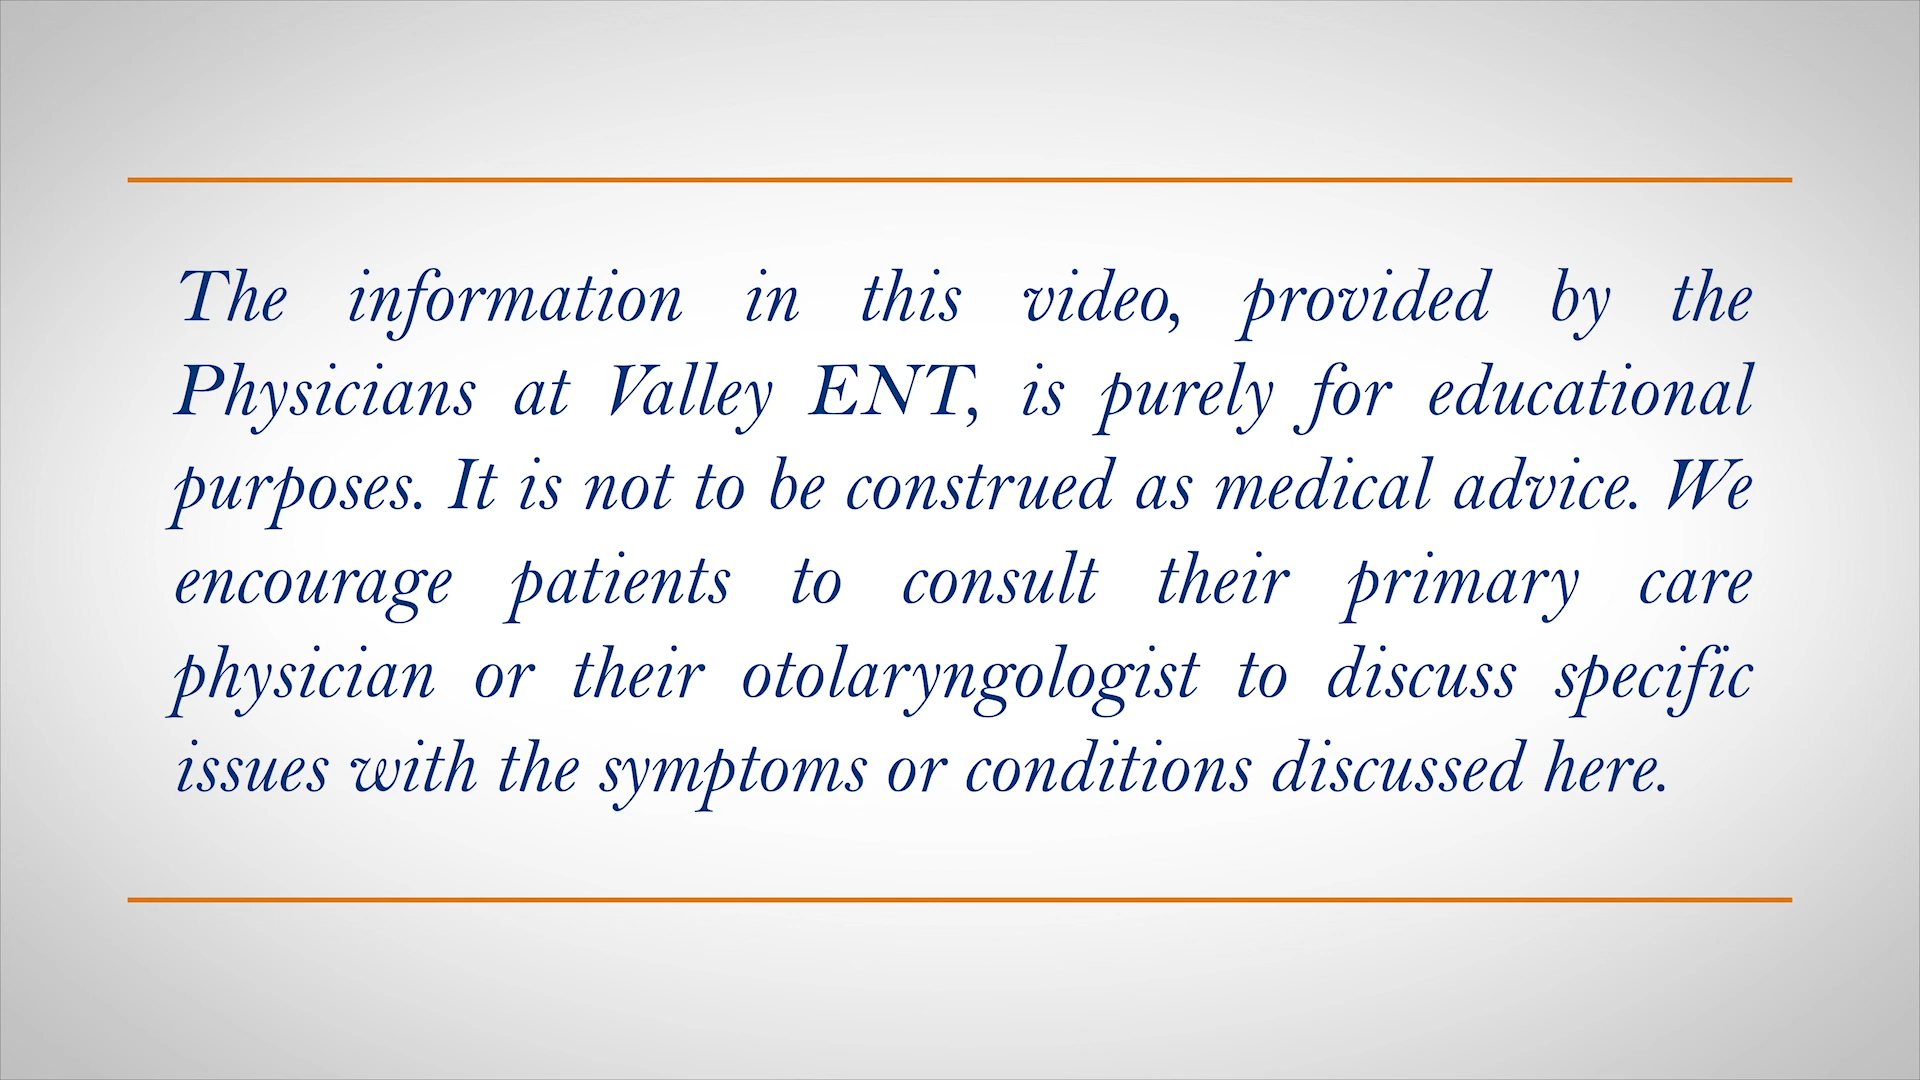 The information in this video, provided by the
Physicians at Valley ENT, is purely for educational
purposes. It is not to be construed as medical advice. We
encourage patients to consult their primary care
physician or their otolaryngologist to discuss specific
issues with the symptoms or conditions discussed here.